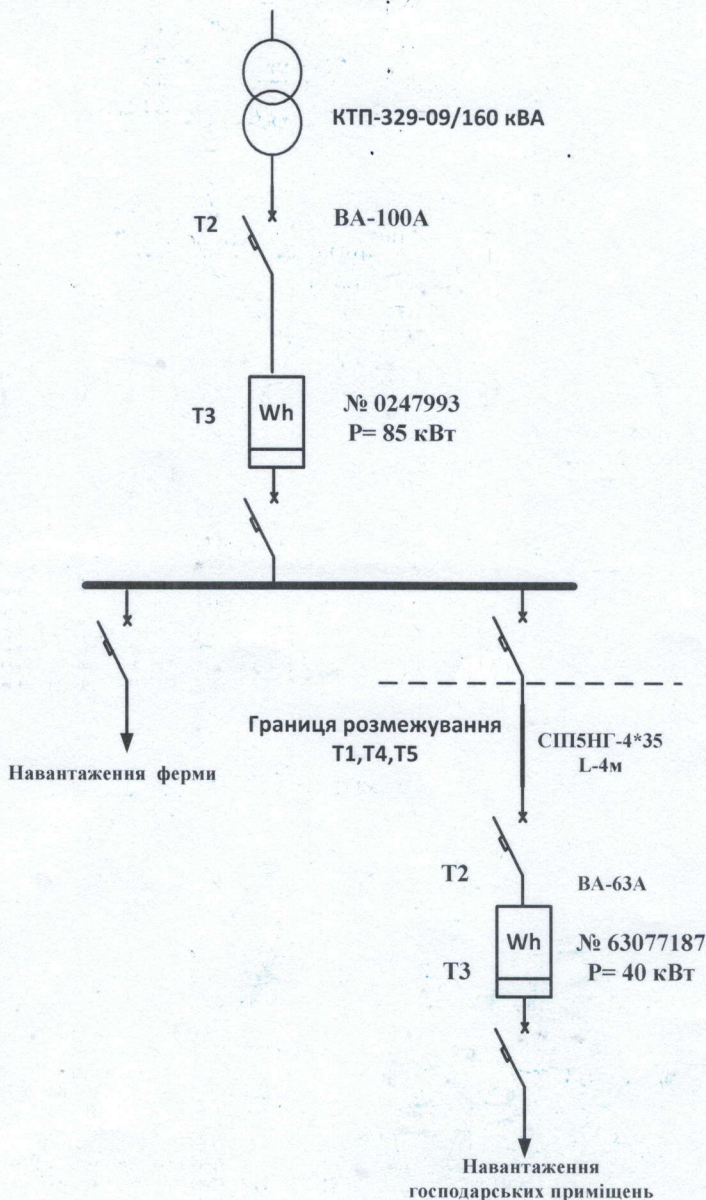 КТП-329-09/160 кВА
Т2
ВА-100А
Wh
Т3
№ 0247993
Р= 85 кВт
Границя розмежування
Т1,Т4,Т5
СІП5НГ-4*35
L-4м
Навантаження ферми
Т2
ВА-63А
Wh
Т3
№ 63077187
Р= 40 кВт
Навантаження
господарських приміщень